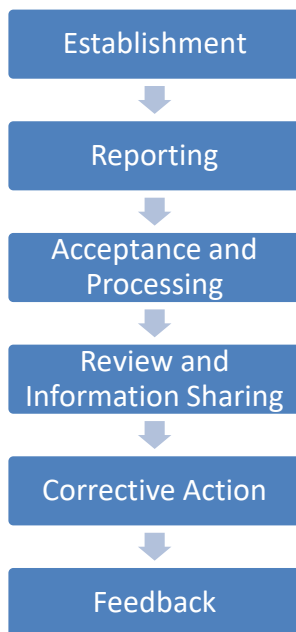 Establishment
Reporting
Acceptance and
Processing
Review and
Information Sharing
Corrective Action
Feedback